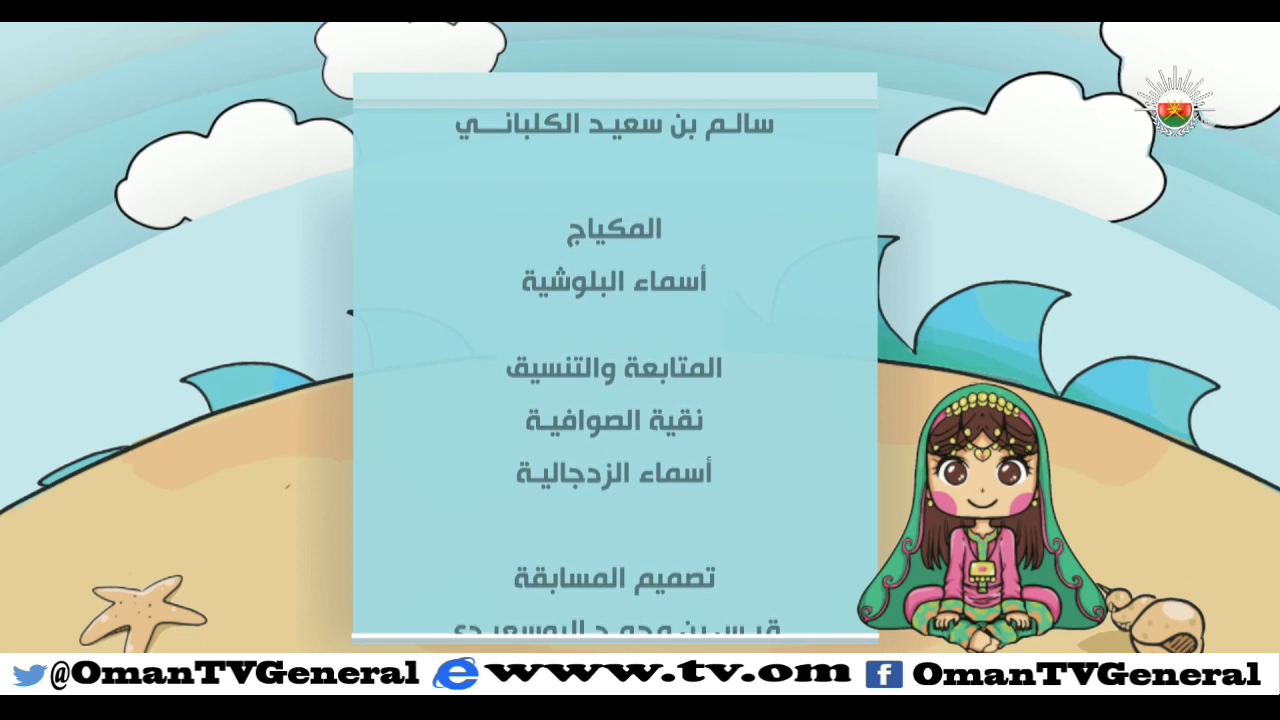 سالم بن سعيد الكلباني
المكياج
أسماء البلوشية
المتابعة والتنسيق
نقية الصوافية
أسماء الزدجالية
تصميم المسابقة
@OmanTVGeneral www.tv.om OmanTVGeneral